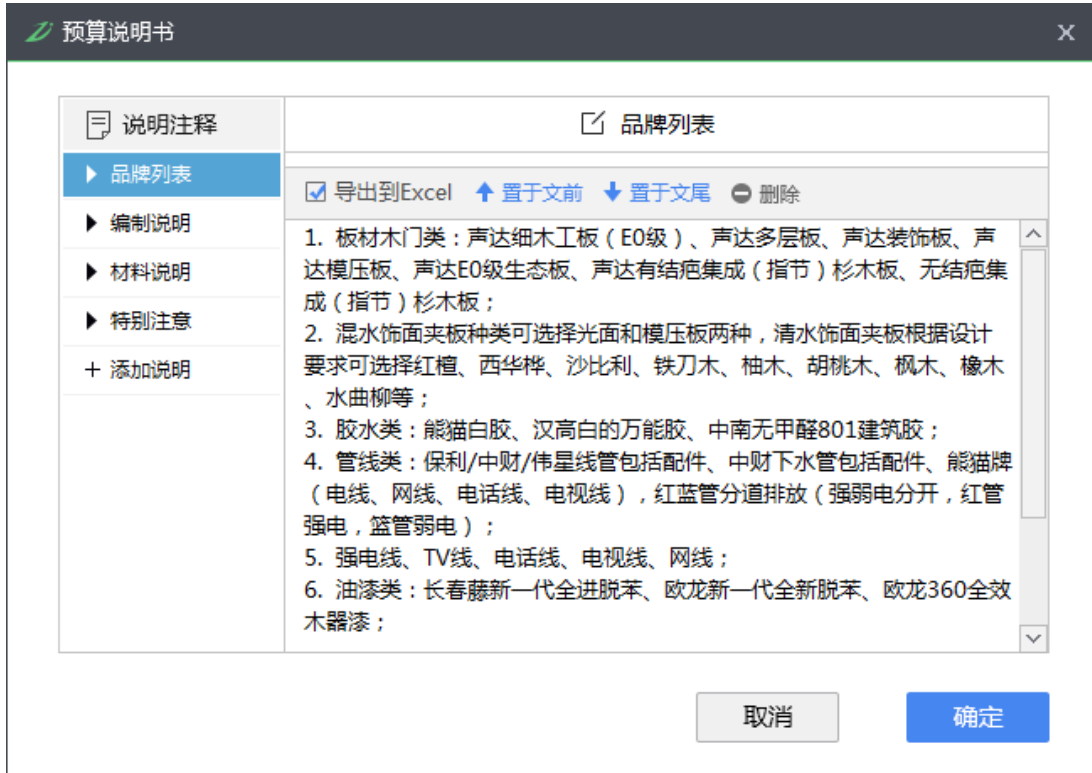 预算说明书
说明注释
品牌列表
品牌列表
编制说明
材料说明
特别注意
+ 添加说明
导出到Excel 置于文前 置于文尾 删除
1. 板材木门类：声达细木工板（E0级）、声达多层板、声达装饰板、声
达模压板、声达E0级生态板、声达有结疤集成（指节）杉木板、无结疤集
成（指节）杉木板；
2. 混水饰面夹板种类可选择光面和模压板两种，清水饰面夹板根据设计
要求可选择红檀、西华桦、沙比利、铁刀木、柚木、胡桃木、枫木、橡木
、水曲柳等；
3. 胶水类：熊猫白胶、汉高白的万能胶、中南无甲醛801建筑胶；
4. 管线类：保利/中财/伟星线管包括配件、中财下水管包括配件、熊猫牌
（电线、网线、电话线、电视线），红蓝管分道排放（强弱电分开，红管
强电，篮管弱电）；
5. 强电线、TV线、电话线、电视线、网线；
6. 油漆类：长春藤新一代全进脱苯、欧龙新一代全新脱苯、欧龙360全效
木器漆；
取消
确定